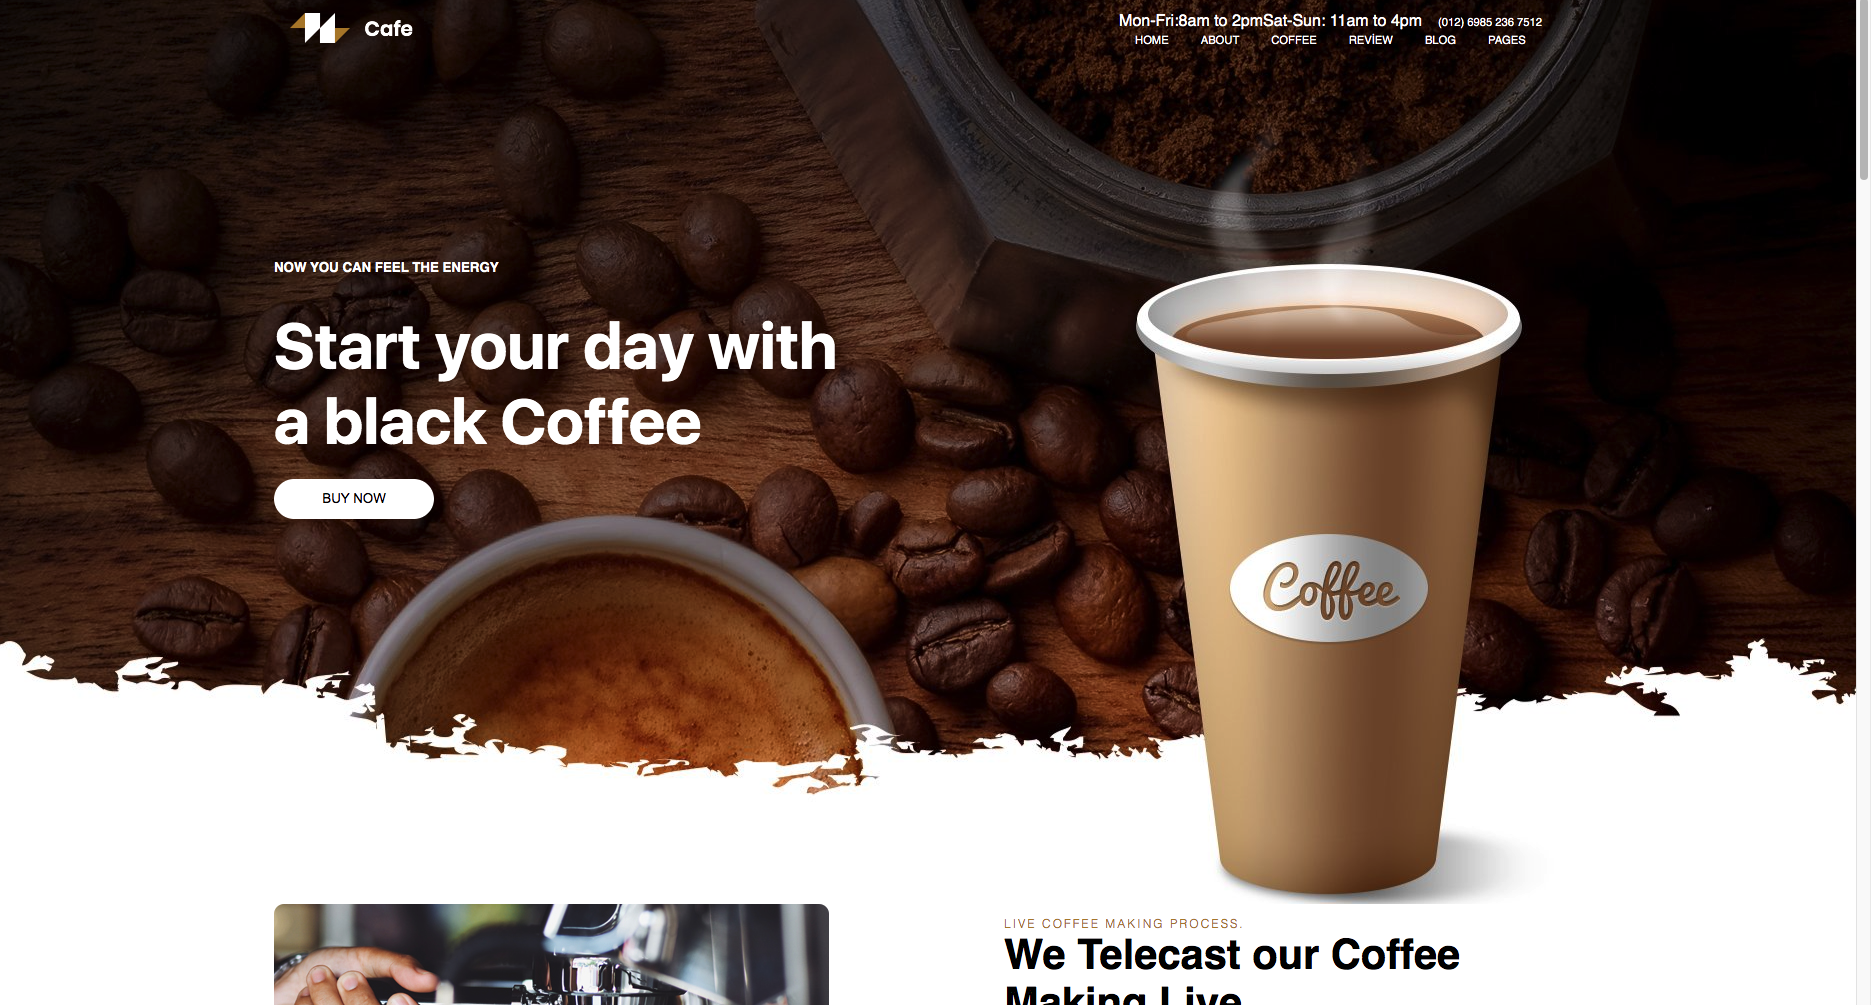 Cafe
Mon-Fri:8am to 2pmSat-Sun: 11am to 4pm (012) 6985 236 7512
HOME ABOUT COFFEE REVİEW BLOG PAGES
NOW YOU CAN FEEL THE ENERGY
Start your day with
a black Coffee
BUY NOW
Coffee
LIVE COFFEE MAKING PROCESS.
We Telecast our Coffee
Making Live